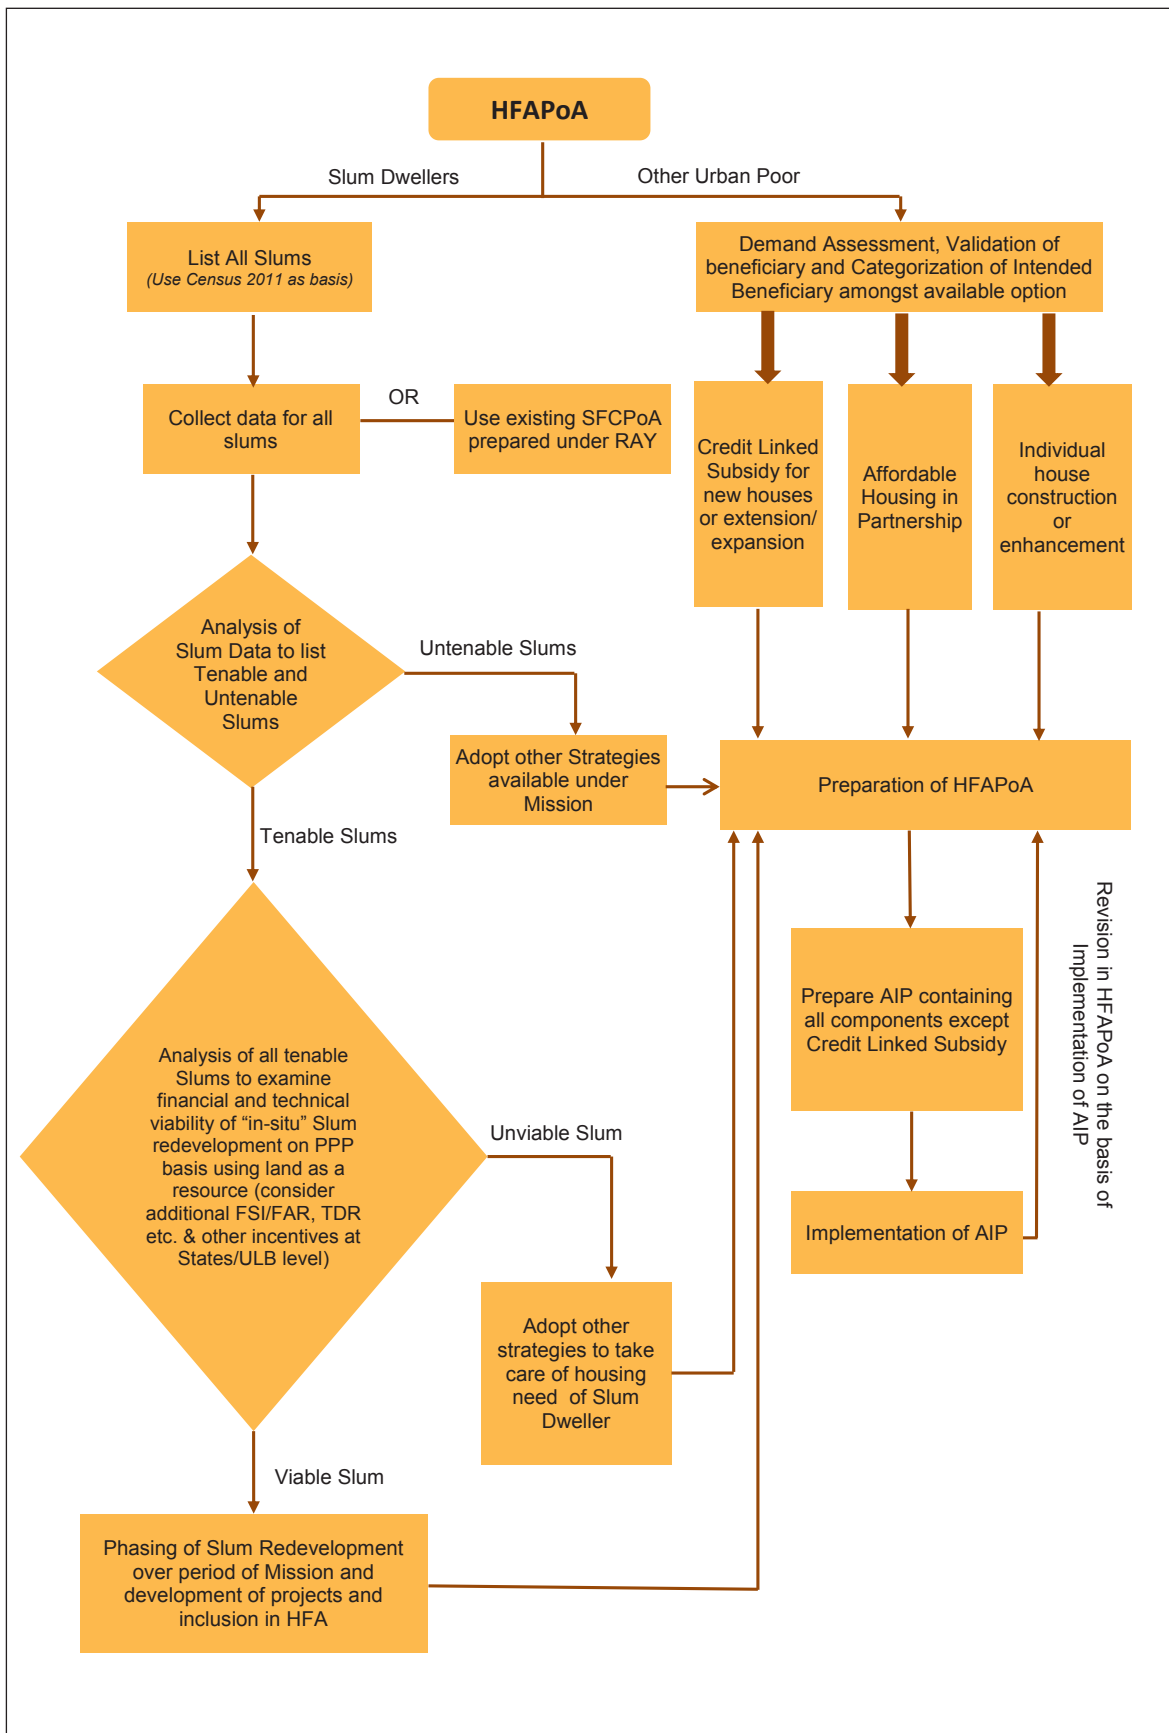 HFAPoA
Slum Dwellers
Other Urban Poor
List All Slums
(Use Census 2011 as basis)
Demand Assessment, Validation of
beneficiary and Categorization of Intended
Beneficiary amongst available option
Collect data for all
slums
OR
Use existing SFCPoA
prepared under RAY
Credit Linked
Subsidy for
new houses
or extension/
expansion
Affordable
Housing in
Partnership
Individual
house
construction
or
enhancement
Analysis of
Slum Data to list
Tenable and
Untenable
Slums
Untenable Slums
Adopt other Strategies
available under
Mission
Preparation of HFAPoA
Tenable Slums
Analysis of all tenable
Slums to examine
financial and technical
viability of “in-situ” Slum
redevelopment on PPP
basis using land as a
resource (consider
additional FSI/FAR, TDR
etc. & other incentives at
States/ULB level)
Unviable Slum
Prepare AIP containing
all components except
Credit Linked Subsidy
Revision in HFAPoA on the basis of
Implementation of AIP
Implementation of AIP
Adopt other
strategies to take
care of housing
need of Slum
Dweller
Viable Slum
Phasing of Slum Redevelopment
over period of Mission and
development of projects and
inclusion in HFA